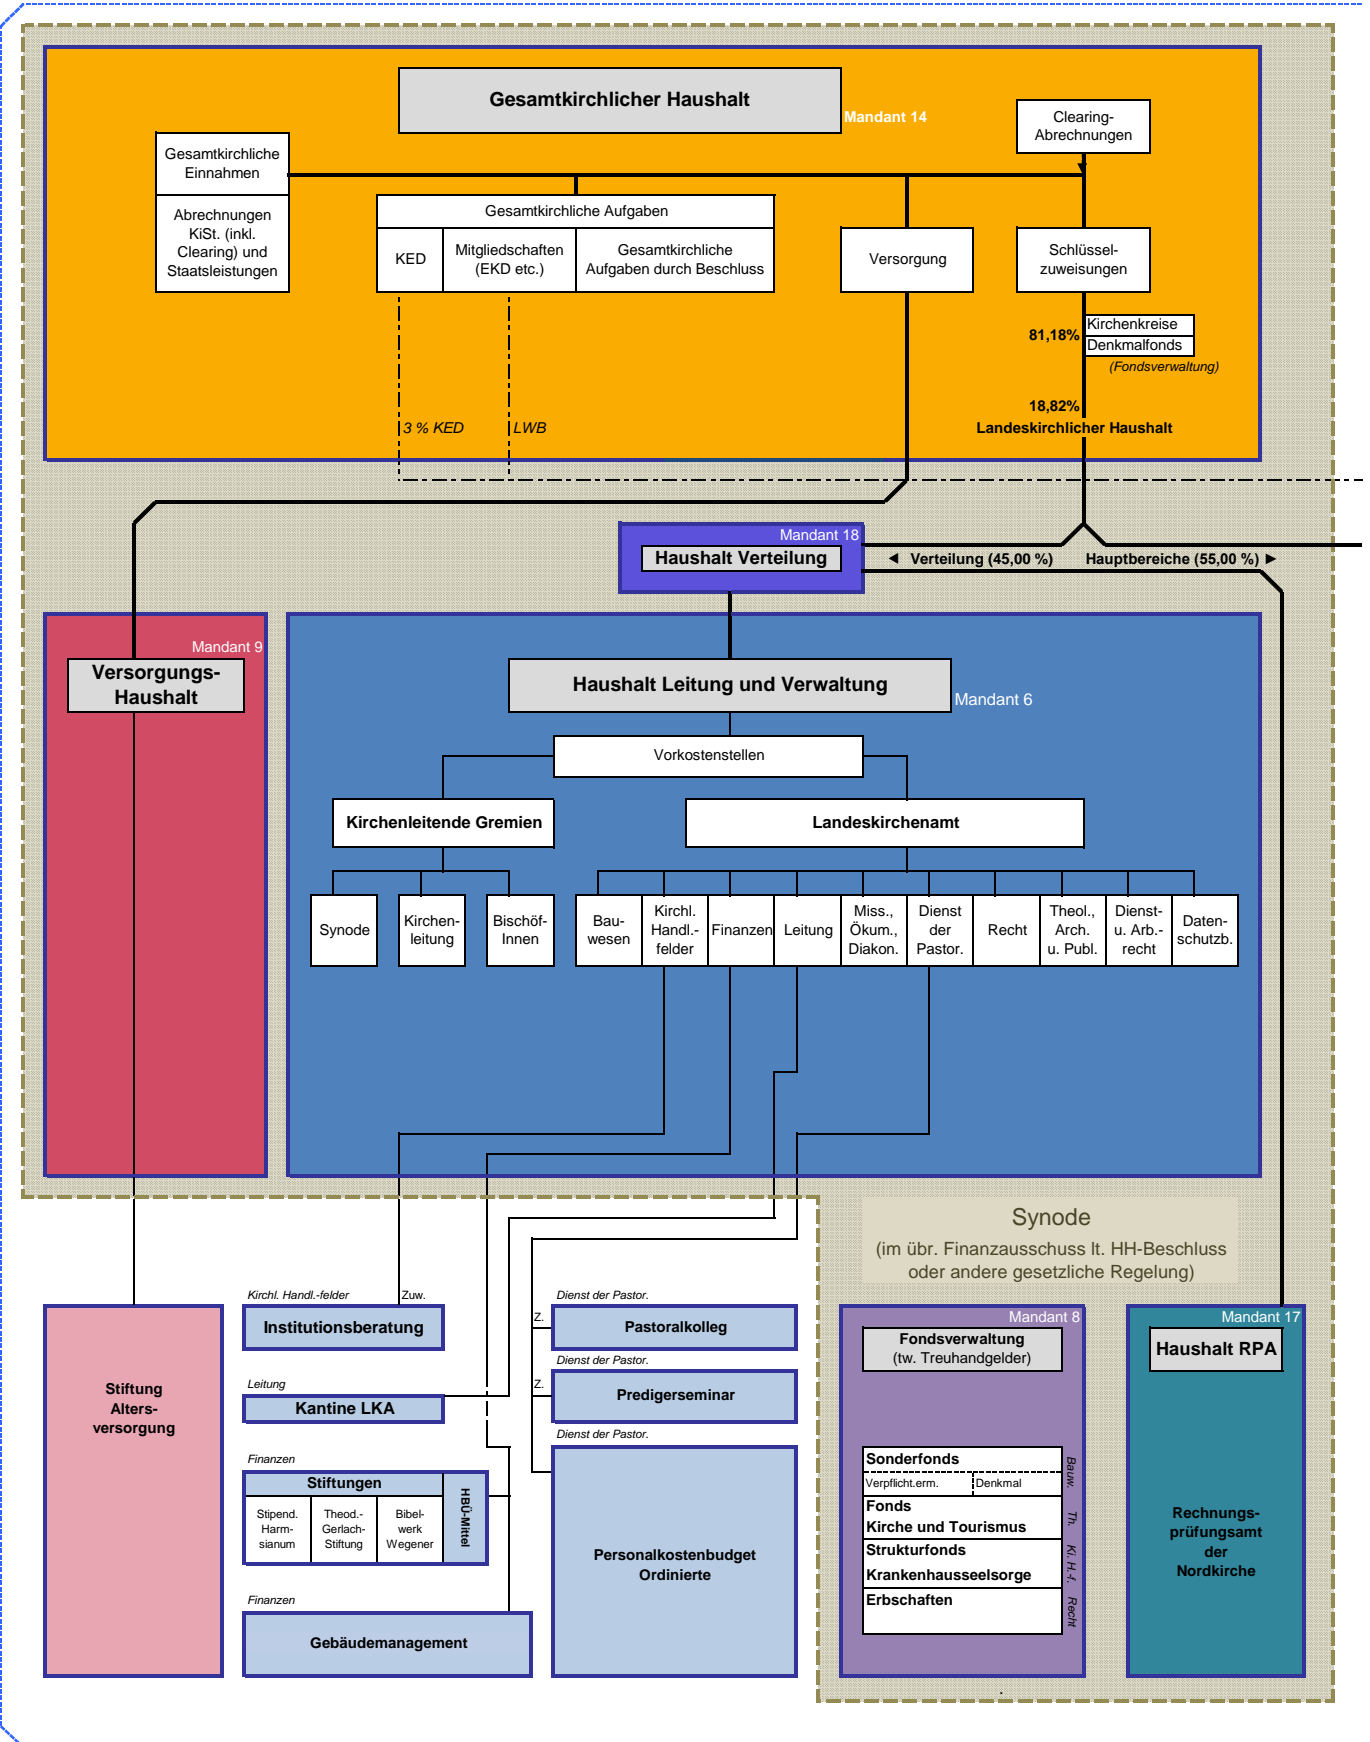 Gesamtkirchlicher Haushalt
Mandant 14
Clearing-
Abrechnungen
Gesamtkirchliche
Einnahmen
Abrechnungen
KiSt. (inkl.
Clearing) und
Staatsleistungen
Gesamtkirchliche Aufgaben
KED
Mitgliedschaften
(EKD etc.)
Gesamtkirchliche
Aufgaben durch Beschluss
Versorgung
Schlüssel-
zuweisungen
81,18%
Kirchenkreise
Denkmalfonds
(Fondsverwaltung)
18,82%
Landeskirchlicher Haushalt
3 % KED
LWB
Mandant 18
Haushalt Verteilung
◄ Verteilung (45,00 %)
Hauptbereiche (55,00 %) ►
Mandant 9
Versorgungs-
Haushalt
Haushalt Leitung und Verwaltung
Mandant 6
Vorkostenstellen
Kirchenleitende Gremien
Landeskirchenamt
Synode
Kirchen-
leitung
Bischöf-
Innen
Bau-
wesen
Kirchl.
Handl.-
felder
Finanzen
Leitung
Miss.,
Ökum.,
Diakon.
Dienst
der
Pastor.
Recht
Theol.,
Arch.
u. Publ.
Dienst-
u. Arb.-
recht
Daten-
schutzb.
Synode
(im übr. Finanzausschuss lt. HH-Beschluss
oder andere gesetzliche Regelung)
Stiftung
Alters-
versorgung
Kirchl. Handl.-felder
Zuw.
Institutionsberatung
Leitung
Kantine LKA
Finanzen
Stiftungen
Stipend.
Harm-
sianum
Theod.-
Gerlach-
Stiftung
Bibel-
werk
Wegener
HBÜ-Mittel
Finanzen
Gebäudemanagement
Dienst der Pastor.
Z.
Pastoralkolleg
Dienst der Pastor.
Z.
Predigerseminar
Dienst der Pastor.
Personalkostenbudget
Ordinierte
Mandant 8
Fondsverwaltung
(tw. Treuhandgelder)
Sonderfonds
Verpflicht.erm.
Denkmal
Bauw.
Fonds
Kirche und Tourismus
Th.
Strukturfonds
Krankenhausseelsorge
Ki. H.-f.
Erbschaften
Recht
.
Mandant 17
Haushalt RPA
Rechnungs-
prüfungsamt
der
Nordkirche